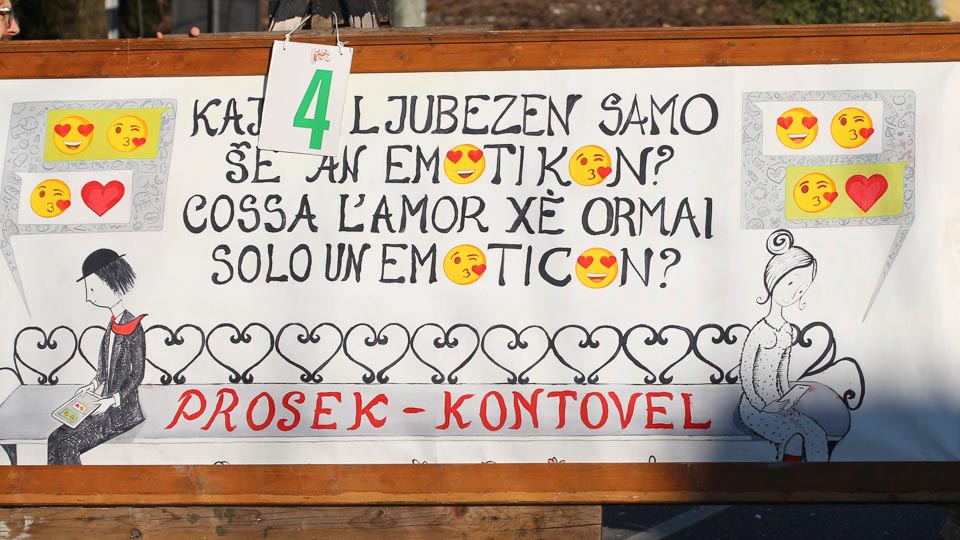 4
KAJ LJUBEZEN SAMO
ŠE AN EM😍TIK😘N?
COSSA L'AMOR XÈ ORMAI
SOLO UN EM😘TIC😍N?
PROSEK - KONTOVEL